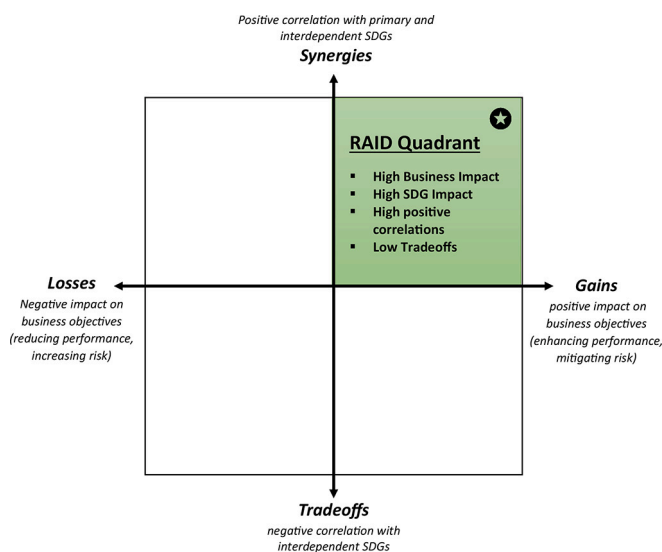 Positive correlation with primary and
interdependent SDGs
Synergies
RAID Quadrant
▪ High Business Impact
▪ High SDG Impact
▪ High positive
correlations
▪ Low Tradeoffs
Losses
Negative impact on
business objectives
(reducing performance,
increasing risk)
Gains
positive impact on
business objectives
(enhancing performance,
mitigating risk)
Tradeoffs
negative correlation with
interdependent SDGs